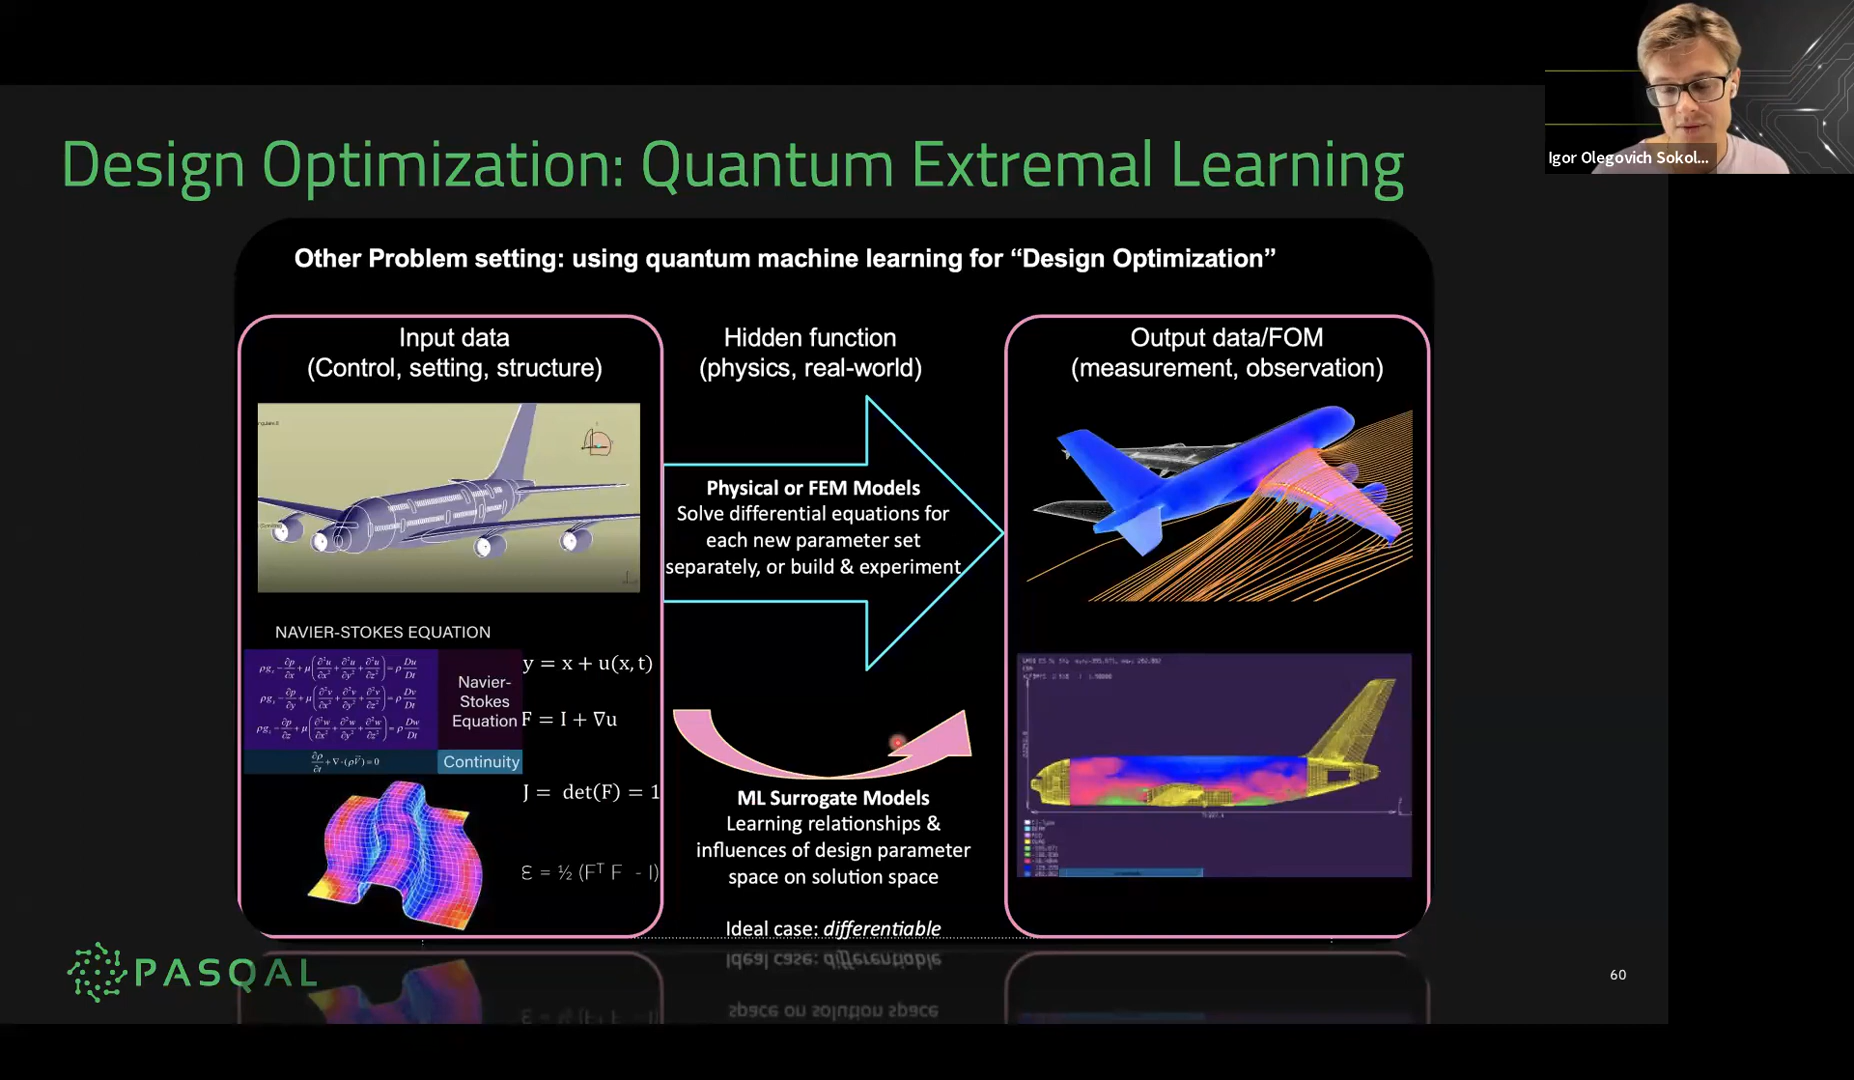 Igor Olegovich Sokol...
Design Optimization: Quantum Extremal Learning
Other Problem setting: using quantum machine learning for “Design Optimization”
Input data
(Control, setting, structure)
NAVIER-STOKES EQUATION
Navier-
Stokes
Equation
Continuity
y = x + u(x, t)
F = I + ∇u
J = det(F) = 1
Ɛ = ½ (Fᵀ F - I)
Hidden function
(physics, real-world)
Physical or FEM Models
Solve differential equations for
each new parameter set
separately, or build & experiment
ML Surrogate Models
Learning relationships &
influences of design parameter
space on solution space
Ideal case: differentiable
Output data/FOM
(measurement, observation)
PASQAL
60